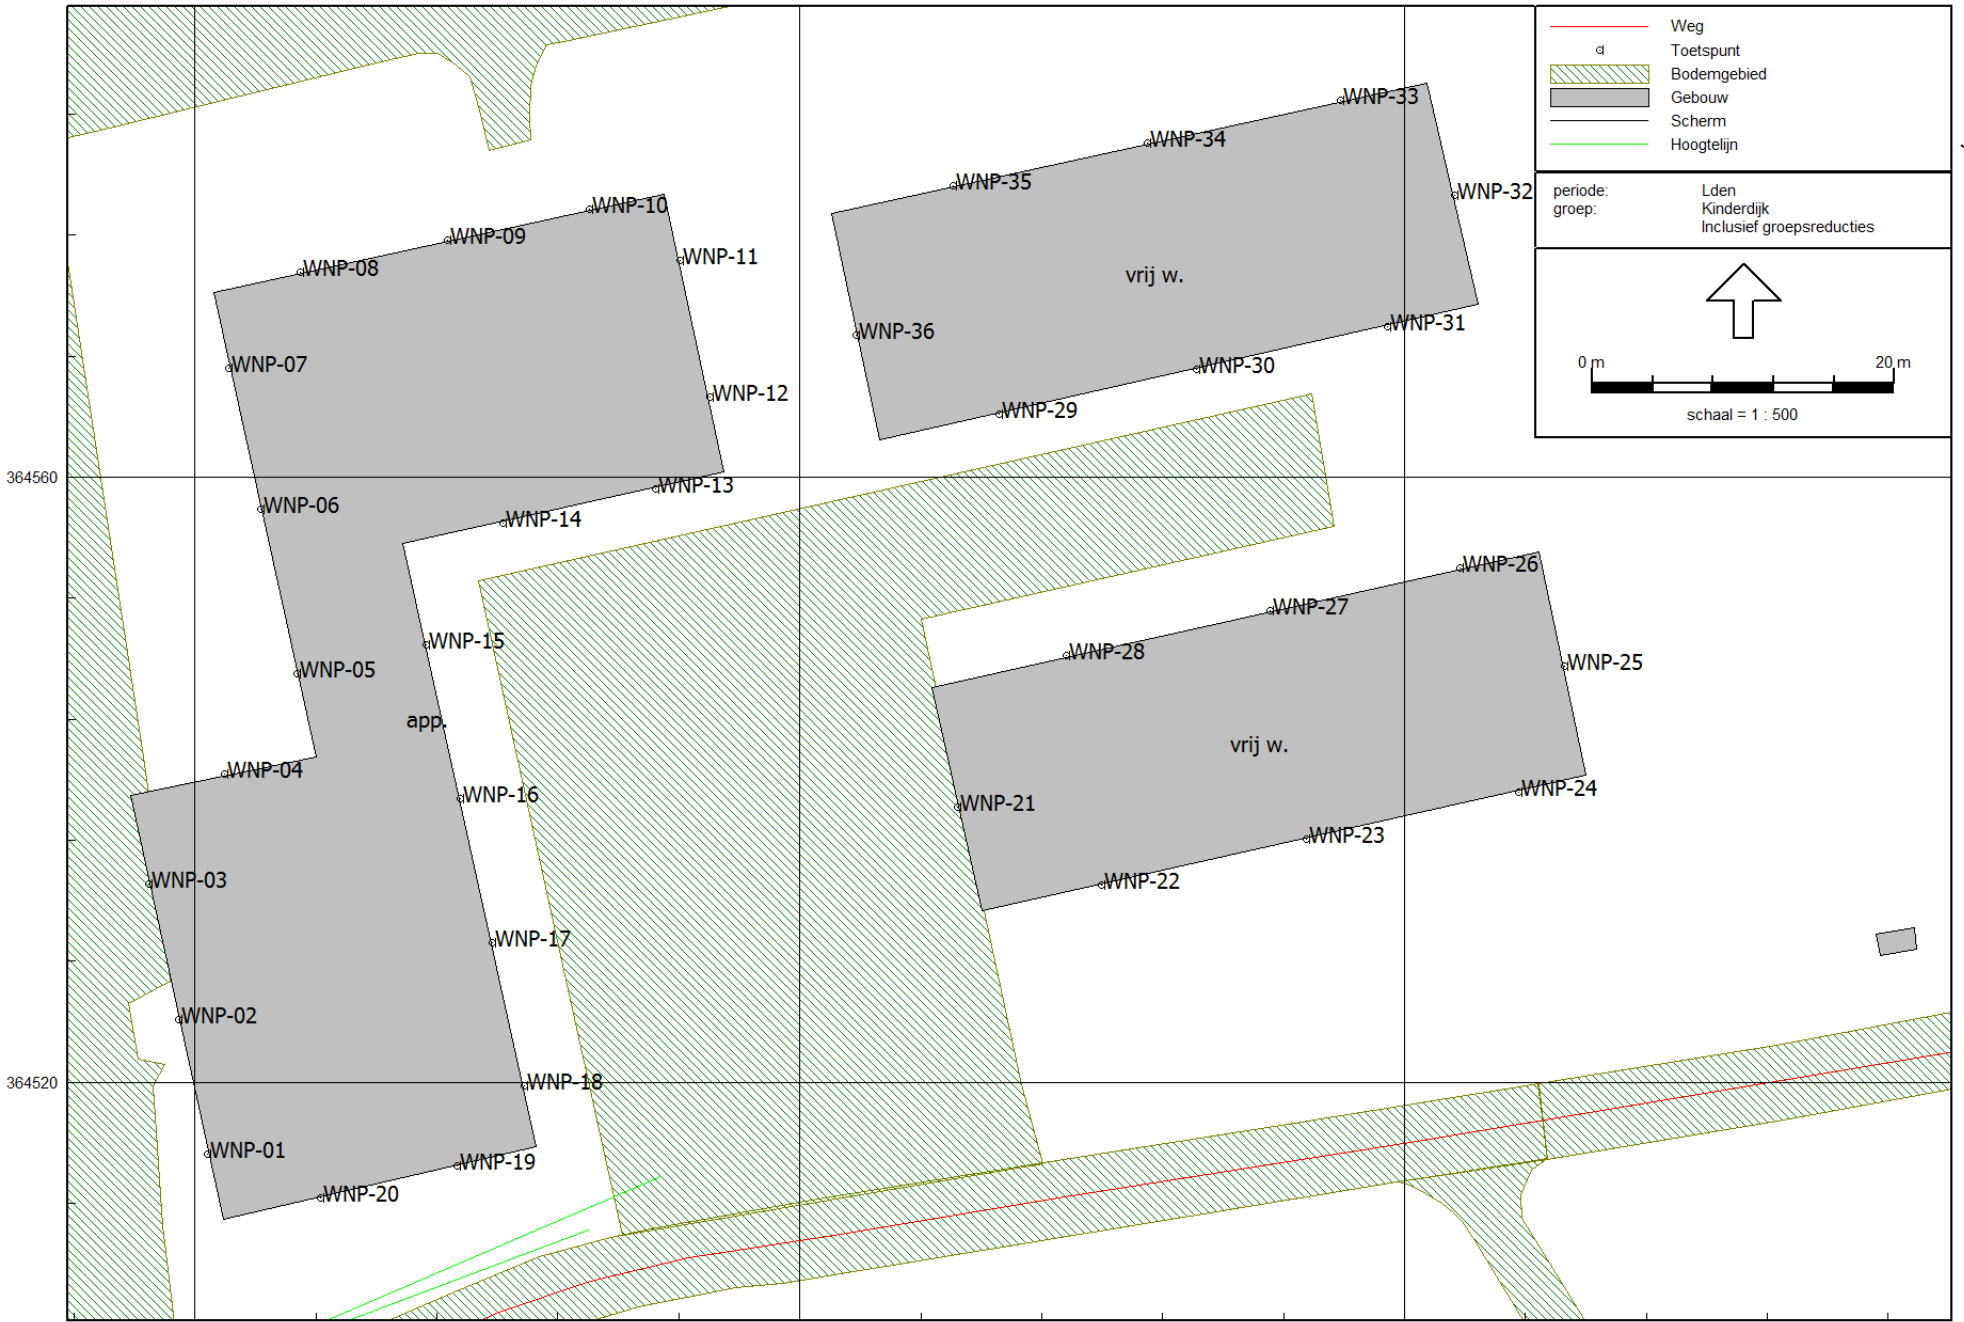 Weg
Toetspunt
Bodemgebied
Gebouw
Scherm
Hoogtelijn
periode: Lden
groep: Kinderdijk
Inclusief groepsreducties
0 m 20 m
schaal = 1 : 500
WNP-33
WNP-34
WNP-35
WNP-32
WNP-10
WNP-09
WNP-11
WNP-08
vrij w.
WNP-31
WNP-36
WNP-07
WNP-30
WNP-12
WNP-29
364560
WNP-13
WNP-06
WNP-14
WNP-26
WNP-27
WNP-15
WNP-28
WNP-25
WNP-05
app.
vrij w.
WNP-04
WNP-24
WNP-16
WNP-21
WNP-23
WNP-03
WNP-22
WNP-17
WNP-02
364520
WNP-18
WNP-01
WNP-19
WNP-20